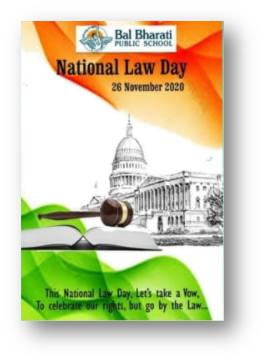 Bal Bharati
PUBLIC SCHOOL
National Law Day
26 November 2020
This National Law Day, Let's take a Vow,
To celebrate our rights, but go by the Law...